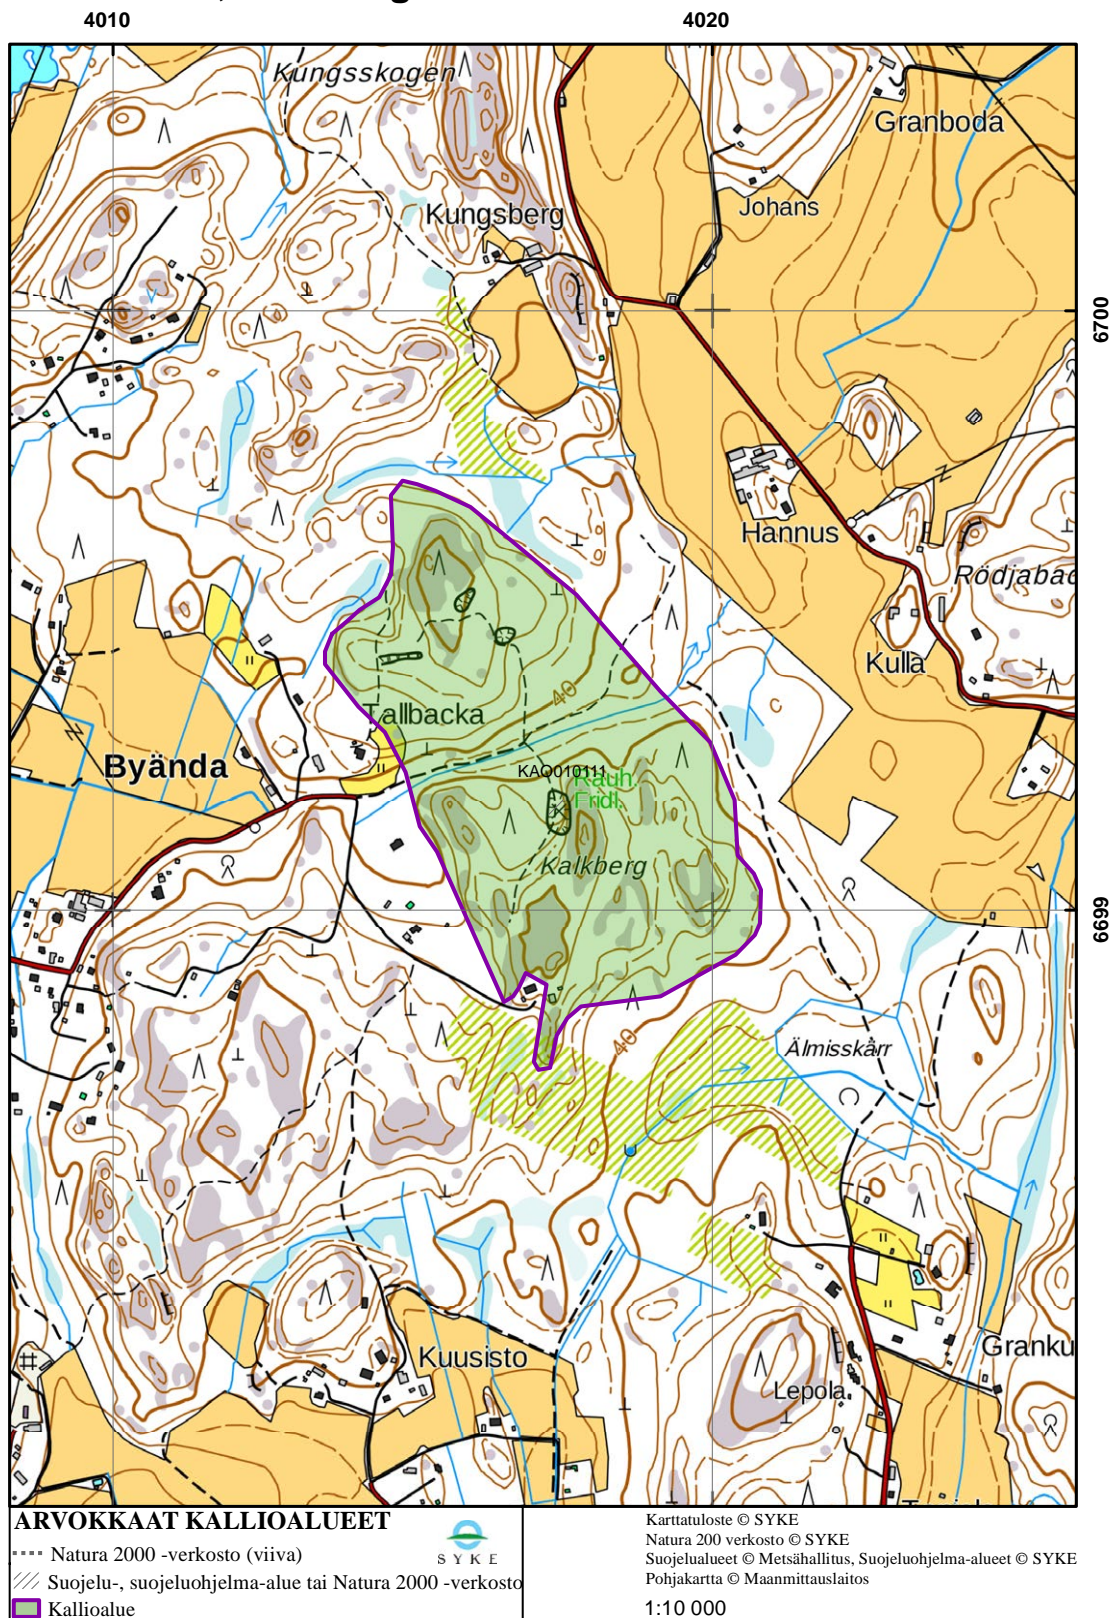 4010
4020
Kungsskogen
Granboda
Kungsberg
Johans
6700
Hannus
Rödjabac
Kulla
40
Tallbacka
Byända
KAO010111
Rauh.
Fridl.
Kalkberg
6699
40
Älmisskärr
Kuusisto
Granku
Lepola
ARVOKKAAT KALLIOALUEET
SYKE
Natura 2000 -verkosto (viiva)
Suojelu-, suojeluohjelma-alue tai Natura 2000 -verkosto
Kallioalue
Karttatuloste © SYKE
Natura 200 verkosto © SYKE
Suojelualueet © Metsähallitus, Suojeluohjelma-alueet © SYKE
Pohjakartta © Maanmittauslaitos
1:10 000